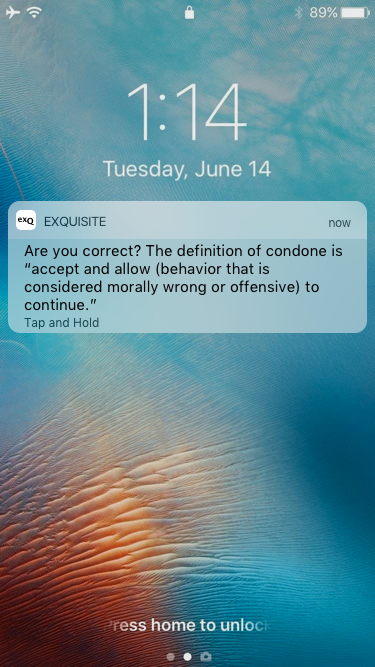 89%
1:14
Tuesday, June 14
exQ EXQUISITE now
Are you correct? The definition of condone is
“accept and allow (behavior that is
considered morally wrong or offensive) to
continue.”
Tap and Hold
ress home to unloc